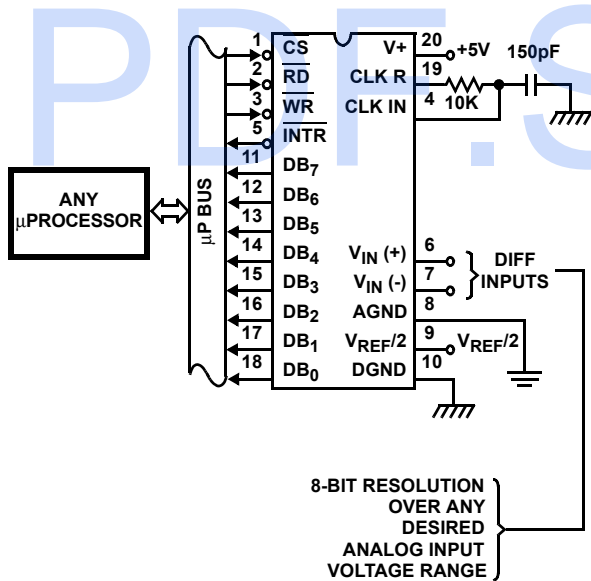 PDF.S
1 CS V+ 20 +5V 150pF
2 RD CLK R 19
3 WR CLK IN 4 10K
5 INTR
11 DB7
12 DB6
13 DB5
14 DB4 VIN (+) 6
15 DB3 VIN (-) 7
16 DB2 AGND 8
17 DB1 VREF/2 9 VREF/2
18 DB0 DGND 10
ANY
μPROCESSOR
μP BUS
DIFF
INPUTS
8-BIT RESOLUTION
OVER ANY
DESIRED
ANALOG INPUT
VOLTAGE RANGE